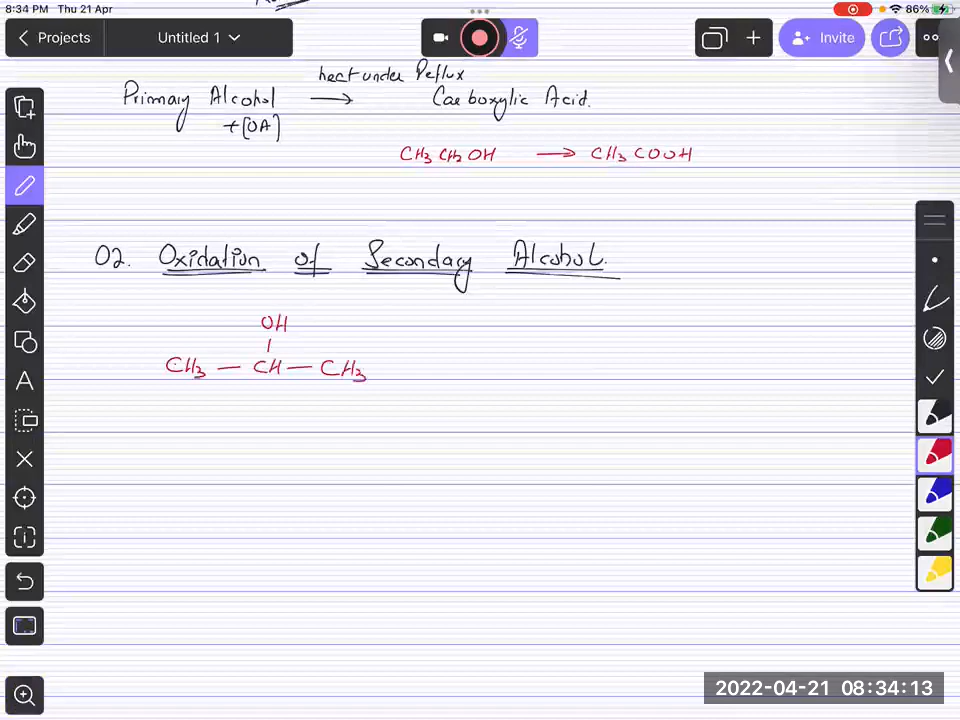 8:34 PM Thu 21 Apr
86%
Projects
Untitled 1
Invite
heat under Reflux
Primary Alcohol → Carboxylic Acid.
+[OA]
CH3 CH2 OH → CH3 COOH
02. Oxidation of Secondary Alcohol.
OH
CH3 — CH — CH3
A
2022-04-21 08:34:13